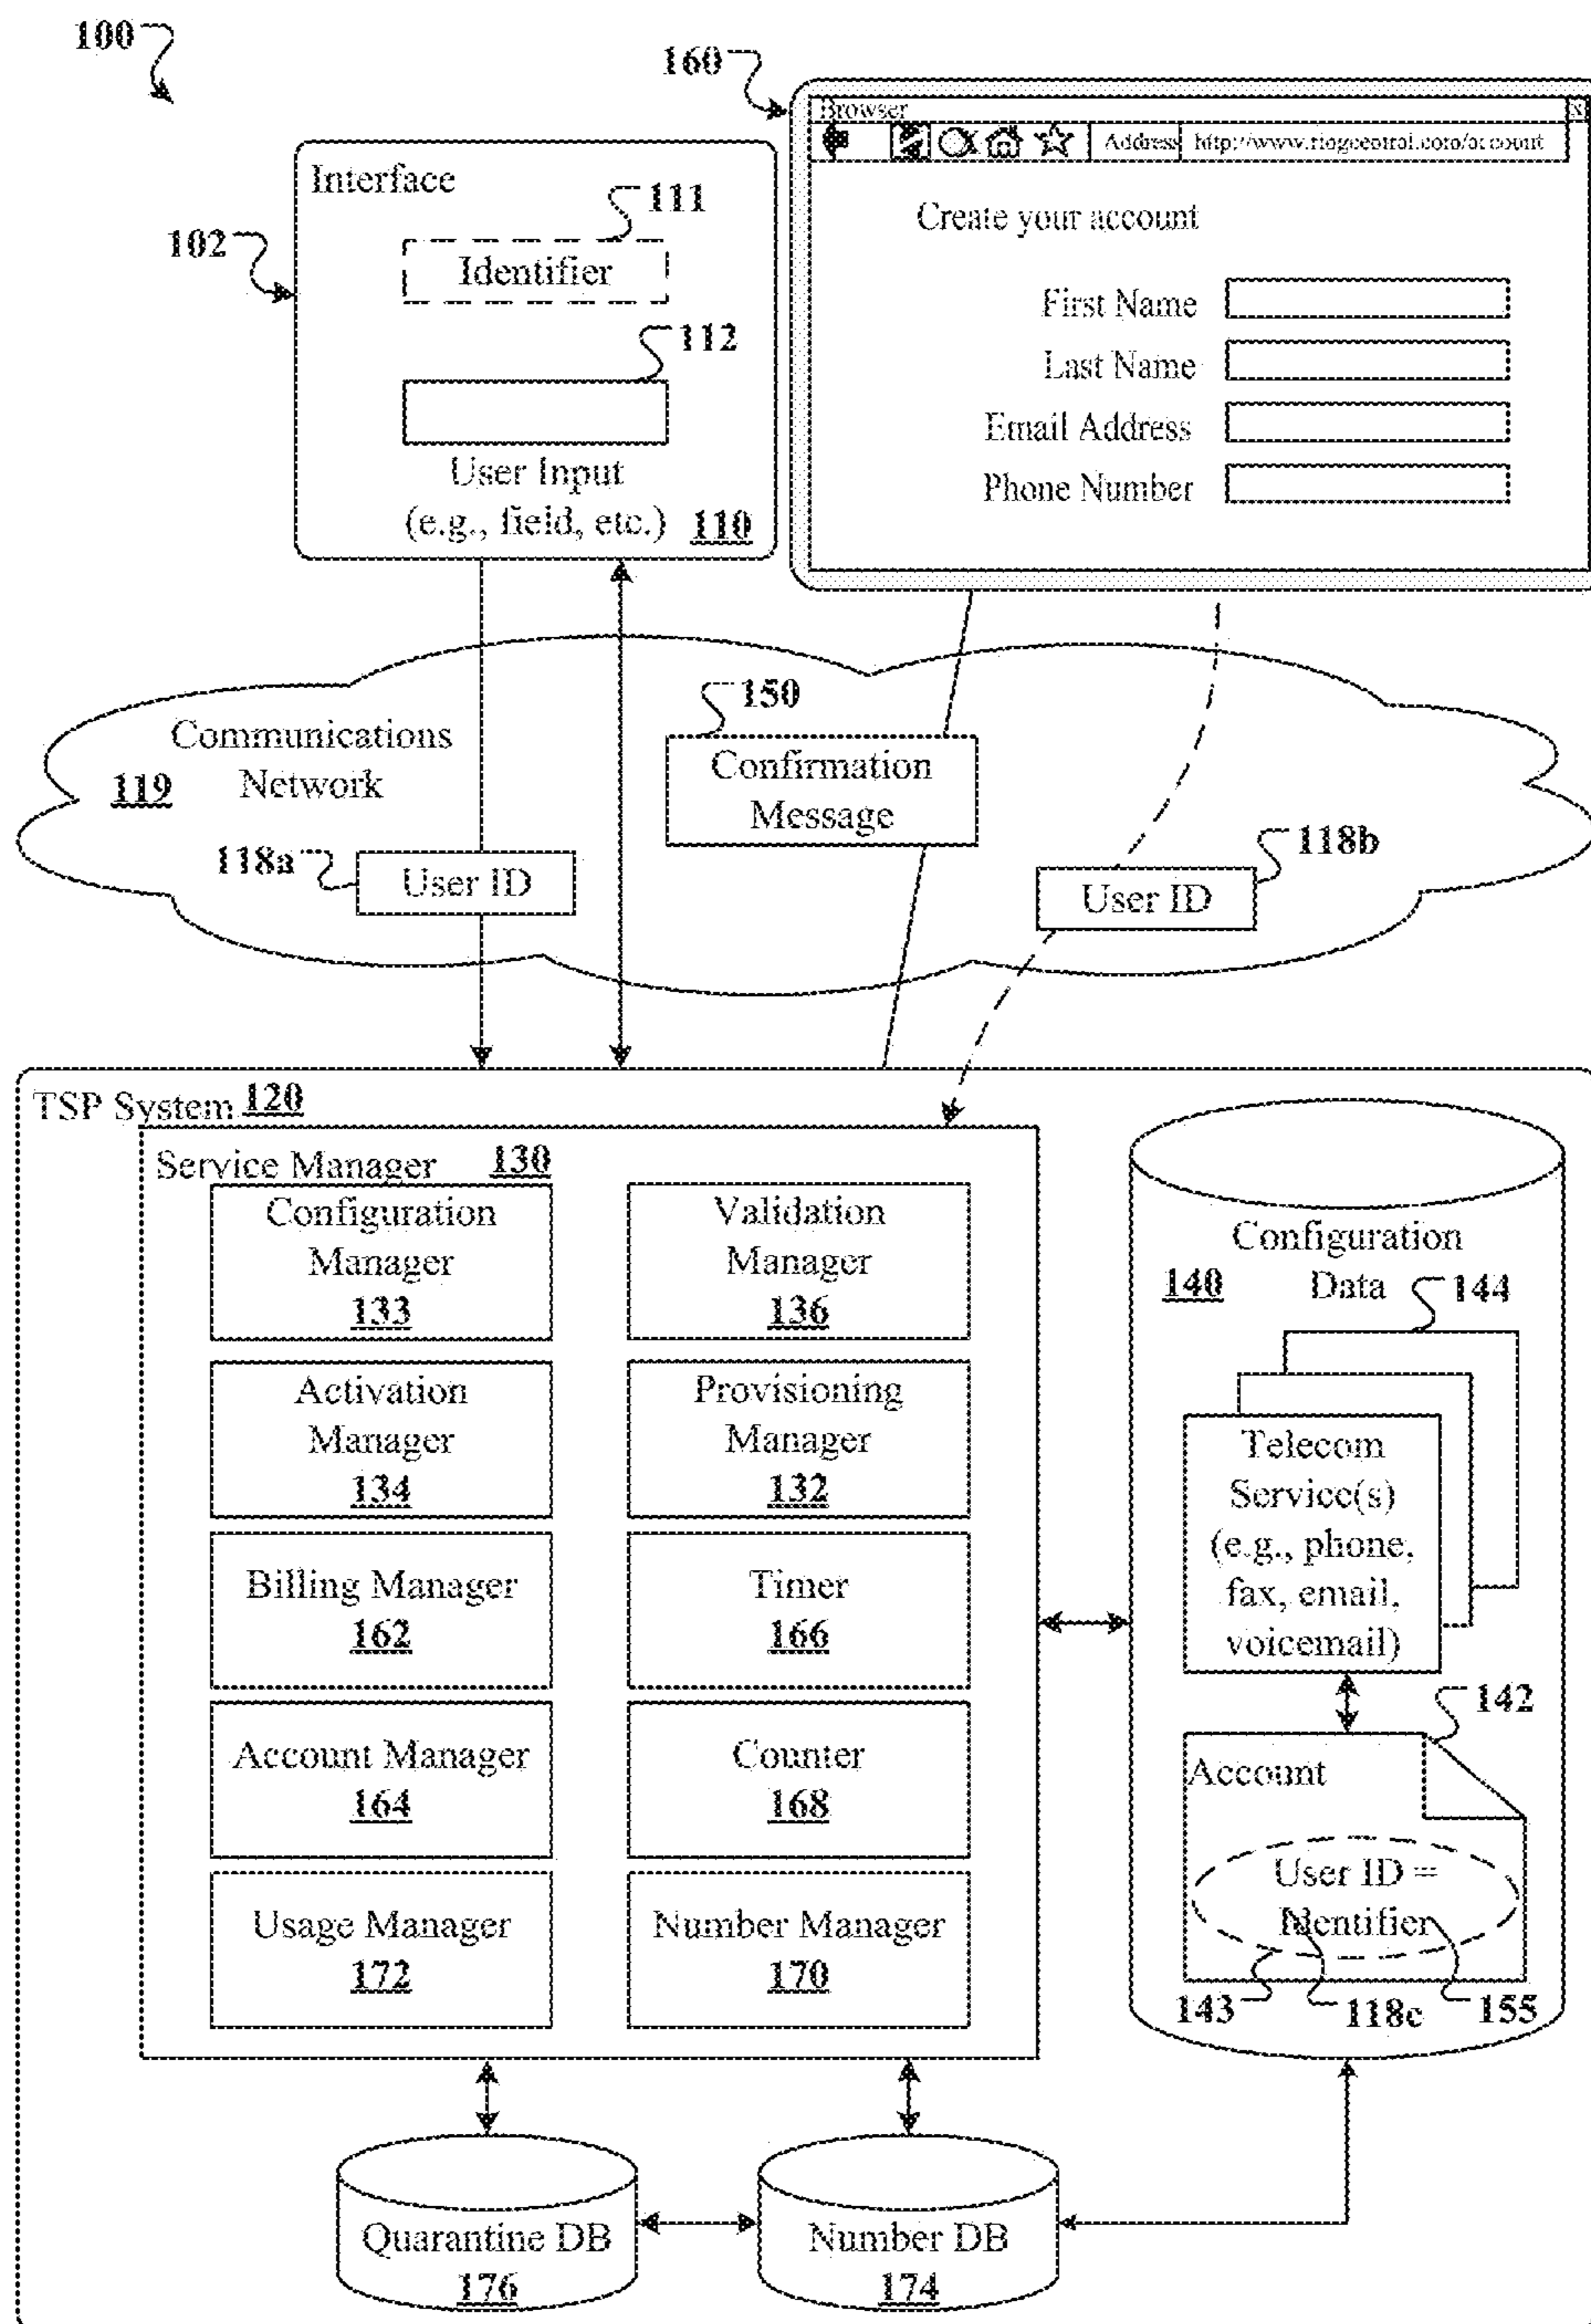 100
160
Browser
Address http://www.ringcentral.com/account
Create your account
First Name
Last Name
Email Address
Phone Number
Interface
102
111
Identifier
112
User Input
(e.g., field, etc.) 110
Communications
Network
119
150
Confirmation
Message
118a
User ID
118b
User ID
TSP System 120
Service Manager 130
Configuration
Manager
133
Validation
Manager
136
Activation
Manager
134
Provisioning
Manager
132
Billing Manager
162
Timer
166
Account Manager
164
Counter
168
Usage Manager
172
Number Manager
170
Configuration
Data
140
144
Telecom
Service(s)
(e.g., phone,
fax, email,
voicemail)
142
Account
User ID =
Identifier
143
118c
155
Quarantine DB
176
Number DB
174